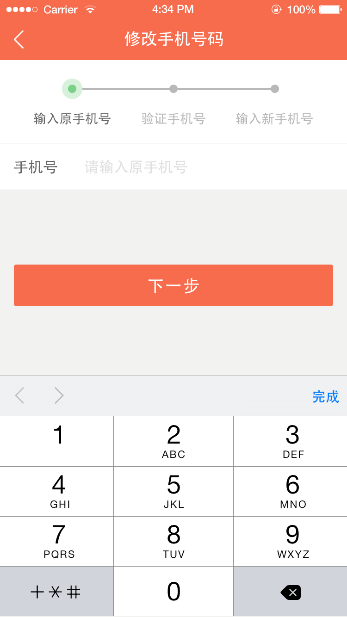 Carrier 4:34 PM 100%
修改手机号码
输入原手机号 验证手机号 输入新手机号
手机号 请输入原手机号
下一步
完成
1 2 3
ABC DEF
4 5 6
GHI JKL MNO
7 8 9
PQRS TUV WXYZ
+*# 0